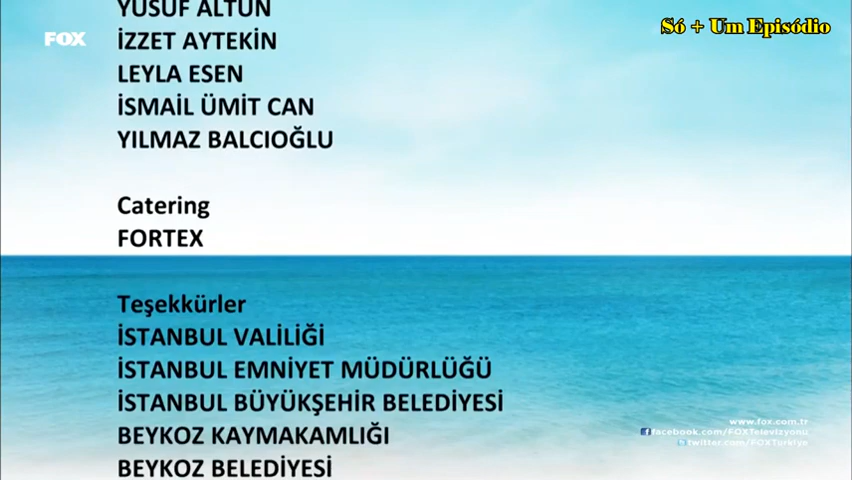 YUSUF ALTUN
FOX
Só + Um Episódio
İZZET AYTEKİN
LEYLA ESEN
İSMAİL ÜMİT CAN
YILMAZ BALCIOĞLU
Catering
FORTEX
Teşekkürler
İSTANBUL VALİLİĞİ
İSTANBUL EMNİYET MÜDÜRLÜĞÜ
İSTANBUL BÜYÜKŞEHİR BELEDİYESİ
BEYKOZ KAYMAKAMLIĞI
BEYKOZ BELEDİYESİ
www.fox.com.tr
facebook.com/FOXTelevizyonu
twitter.com/FOXTurkiye